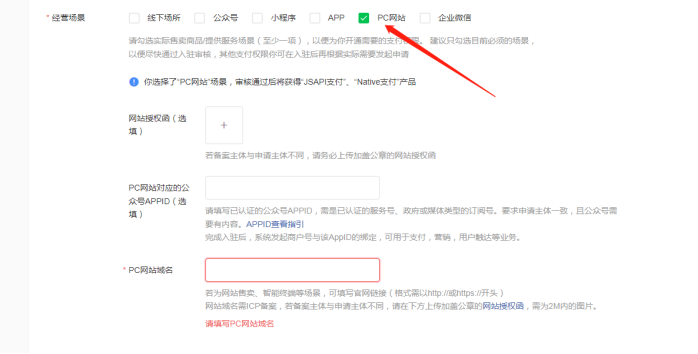 * 经营场景 线下场所 公众号 小程序 APP PC网站 企业微信
请勾选实际售卖商品/提供服务场景（至少一项），以便为你开通需要的支付权限。 建议只勾选目前必须的场景，
以便尽快通过入驻审核，其他支付权限你可在入驻后再根据实际需要发起申请
你选择了“PC网站”场景，审核通过后将获得“JSAPI支付”、“Native支付”产品
网站授权函（选
填）
+
若备案主体与申请主体不同，请务必上传加盖公章的网站授权函
PC网站对应的公
众号APPID（选
填）
请填写已认证的公众号APPID，需是已认证的服务号、政府或媒体类型的订阅号。要求申请主体一致，且公众号需
要有内容。APPID查看指引
完成入驻后，系统发起商户号与该AppID的绑定，可用于支付，营销，用户触达等业务。
* PC网站域名
若为网站售卖、智能终端等场景，可填写官网链接（格式需以http://或https://开头）
网站域名需ICP备案，若备案主体与申请主体不同，请在下方上传加盖公章的网站授权函，需为2M内的图片。
请填写PC网站域名